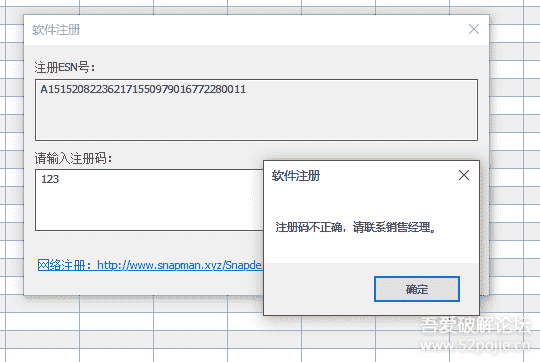 软件注册
注册ESN号：
A151520822362171550979016772280011
请输入注册码：
123
软件注册
注册码不正确，请联系销售经理。
确定
网络注册：http://www.snapman.xyz/Snapde
吾爱破解论坛
www.52pojie.cn